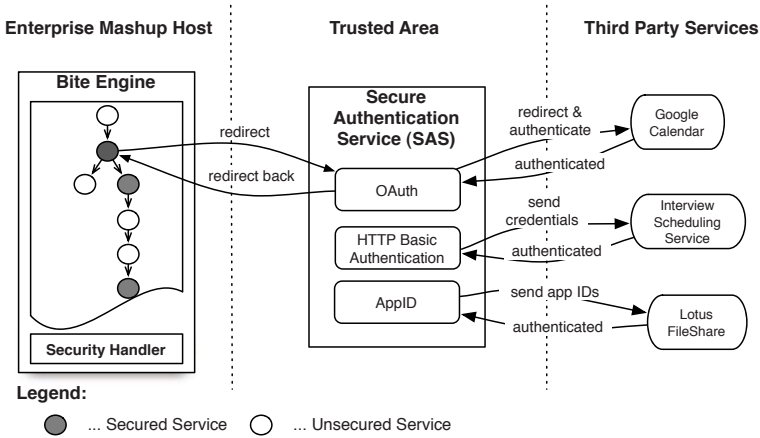 Enterprise Mashup Host
Trusted Area
Third Party Services
Bite Engine
Security Handler
redirect
redirect back
Secure
Authentication
Service (SAS)
OAuth
HTTP Basic
Authentication
AppID
redirect &
authenticate
authenticated
send
credentials
authenticated
send app IDs
authenticated
Google
Calendar
Interview
Scheduling
Service
Lotus
FileShare
Legend:
... Secured Service
... Unsecured Service